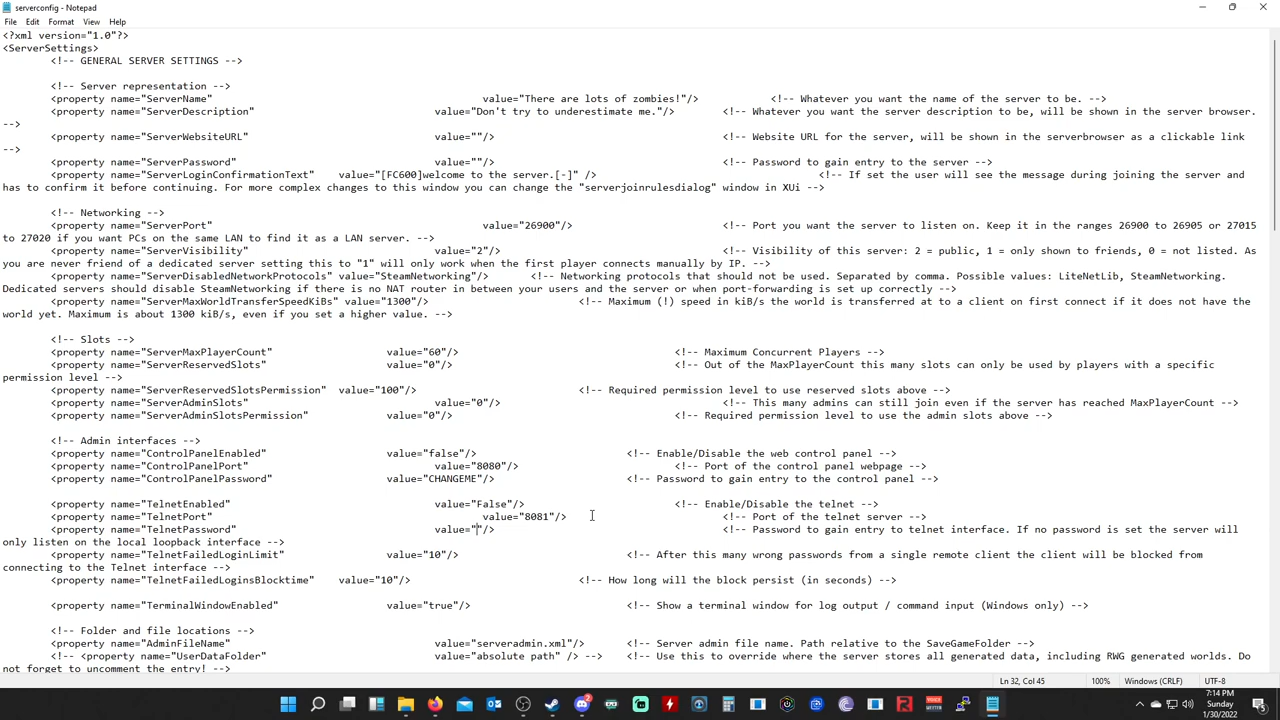 serverconfig - Notepad
File Edit Format View Help
<?xml version="1.0"?>
<ServerSettings>
<!-- GENERAL SERVER SETTINGS -->
<!-- Server representation -->
<property name="ServerName" value="There are lots of zombies!"/> <!-- Whatever you want the name of the server to be. -->
<property name="ServerDescription" value="Don't try to underestimate me."/> <!-- Whatever you want the server description to be, will be shown in the server browser.
-->
<property name="ServerWebsiteURL" value=""/> <!-- Website URL for the server, will be shown in the serverbrowser as a clickable link
-->
<property name="ServerPassword" value=""/> <!-- Password to gain entry to the server -->
<property name="ServerLoginConfirmationText" value="[FC600]welcome to the server.[-]" /> <!-- If set the user will see the message during joining the server and
has to confirm it before continuing. For more complex changes to this window you can change the "serverjoinrulesdialog" window in XUi -->
<!-- Networking -->
<property name="ServerPort" value="26900"/> <!-- Port you want the server to listen on. Keep it in the ranges 26900 to 26905 or 27015
to 27020 if you want PCs on the same LAN to find it as a LAN server. -->
<property name="ServerVisibility" value="2"/> <!-- Visibility of this server: 2 = public, 1 = only shown to friends, 0 = not listed. As
you are never friend of a dedicated server setting this to "1" will only work when the first player connects manually by IP. -->
<property name="ServerDisabledNetworkProtocols" value="SteamNetworking"/> <!-- Networking protocols that should not be used. Separated by comma. Possible values: LiteNetLib, SteamNetworking.
Dedicated servers should disable SteamNetworking if there is no NAT router in between your users and the server or when port-forwarding is set up correctly -->
<property name="ServerMaxWorldTransferSpeedKiBs" value="1300"/> <!-- Maximum (!) speed in kiB/s the world is transferred at to a client on first connect if it does not have the
world yet. Maximum is about 1300 kiB/s, even if you set a higher value. -->
<!-- Slots -->
<property name="ServerMaxPlayerCount" value="60"/> <!-- Maximum Concurrent Players -->
<property name="ServerReservedSlots" value="0"/> <!-- Out of the MaxPlayerCount this many slots can only be used by players with a specific
permission level -->
<property name="ServerReservedSlotsPermission" value="100"/> <!-- Required permission level to use reserved slots above -->
<property name="ServerAdminSlots" value="0"/> <!-- This many admins can still join even if the server has reached MaxPlayerCount -->
<property name="ServerAdminSlotsPermission" value="0"/> <!-- Required permission level to use the admin slots above -->
<!-- Admin interfaces -->
<property name="ControlPanelEnabled" value="false"/> <!-- Enable/Disable the web control panel -->
<property name="ControlPanelPort" value="8080"/> <!-- Port of the control panel webpage -->
<property name="ControlPanelPassword" value="CHANGEME"/> <!-- Password to gain entry to the control panel -->
<property name="TelnetEnabled" value="False"/> <!-- Enable/Disable the telnet -->
<property name="TelnetPort" value="8081"/> <!-- Port of the telnet server -->
<property name="TelnetPassword" value=""/> <!-- Password to gain entry to telnet interface. If no password is set the server will
only listen on the local loopback interface -->
<property name="TelnetFailedLoginLimit" value="10"/> <!-- After this many wrong passwords from a single remote client the client will be blocked from
connecting to the Telnet interface -->
<property name="TelnetFailedLoginsBlocktime" value="10"/> <!-- How long will the block persist (in seconds) -->
<property name="TerminalWindowEnabled" value="true"/> <!-- Show a terminal window for log output / command input (Windows only) -->
<!-- Folder and file locations -->
<property name="AdminFileName" value="serveradmin.xml"/> <!-- Server admin file name. Path relative to the SaveGameFolder -->
<!-- <property name="UserDataFolder" value="absolute path" /> --> <!-- Use this to override where the server stores all generated data, including RWG generated worlds. Do
not forget to uncomment the entry! -->
Ln 32, Col 45 100% Windows (CRLF) UTF-8
7:14 PM
Sunday
1/30/2022